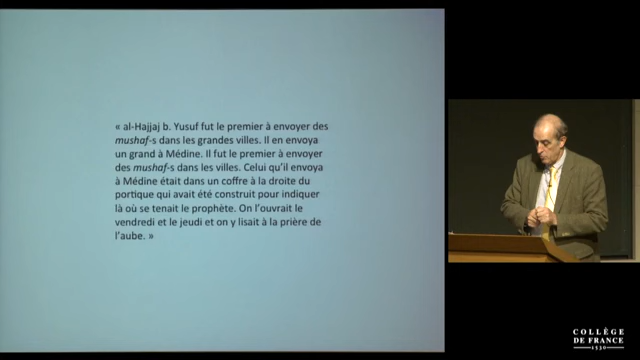 « al-Hajjaj b. Yusuf fut le premier à envoyer des
mushaf-s dans les grandes villes. Il en envoya
un grand à Médine. Il fut le premier à envoyer
des mushaf-s dans les villes. Celui qu’il envoya
à Médine était dans un coffre à la droite du
portique qui avait été construit pour indiquer
là où se tenait le prophète. On l’ouvrait le
vendredi et le jeudi et on y lisait à la prière de
l’aube. »
COLLÈGE
DE FRANCE
1530